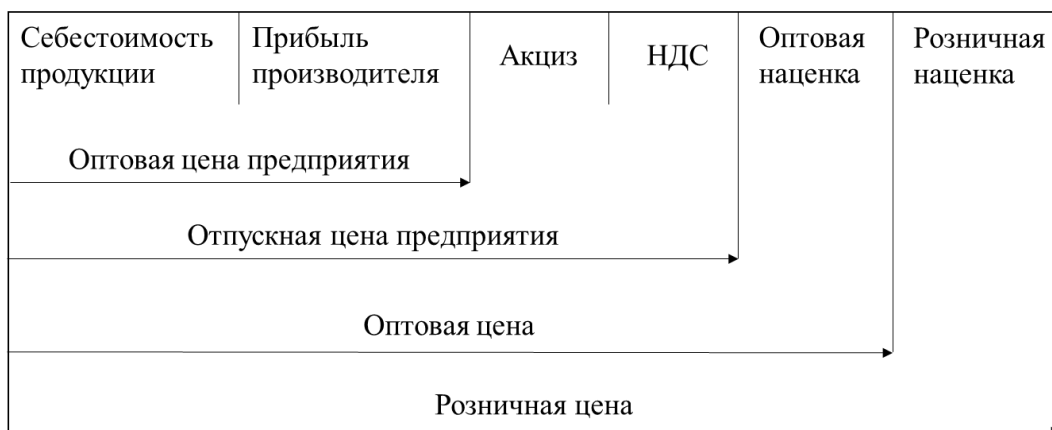 Себестоимость
продукции
Прибыль
производителя
Акциз
НДС
Оптовая
наценка
Розничная
наценка
Оптовая цена предприятия
Отпускная цена предприятия
Оптовая цена
Розничная цена